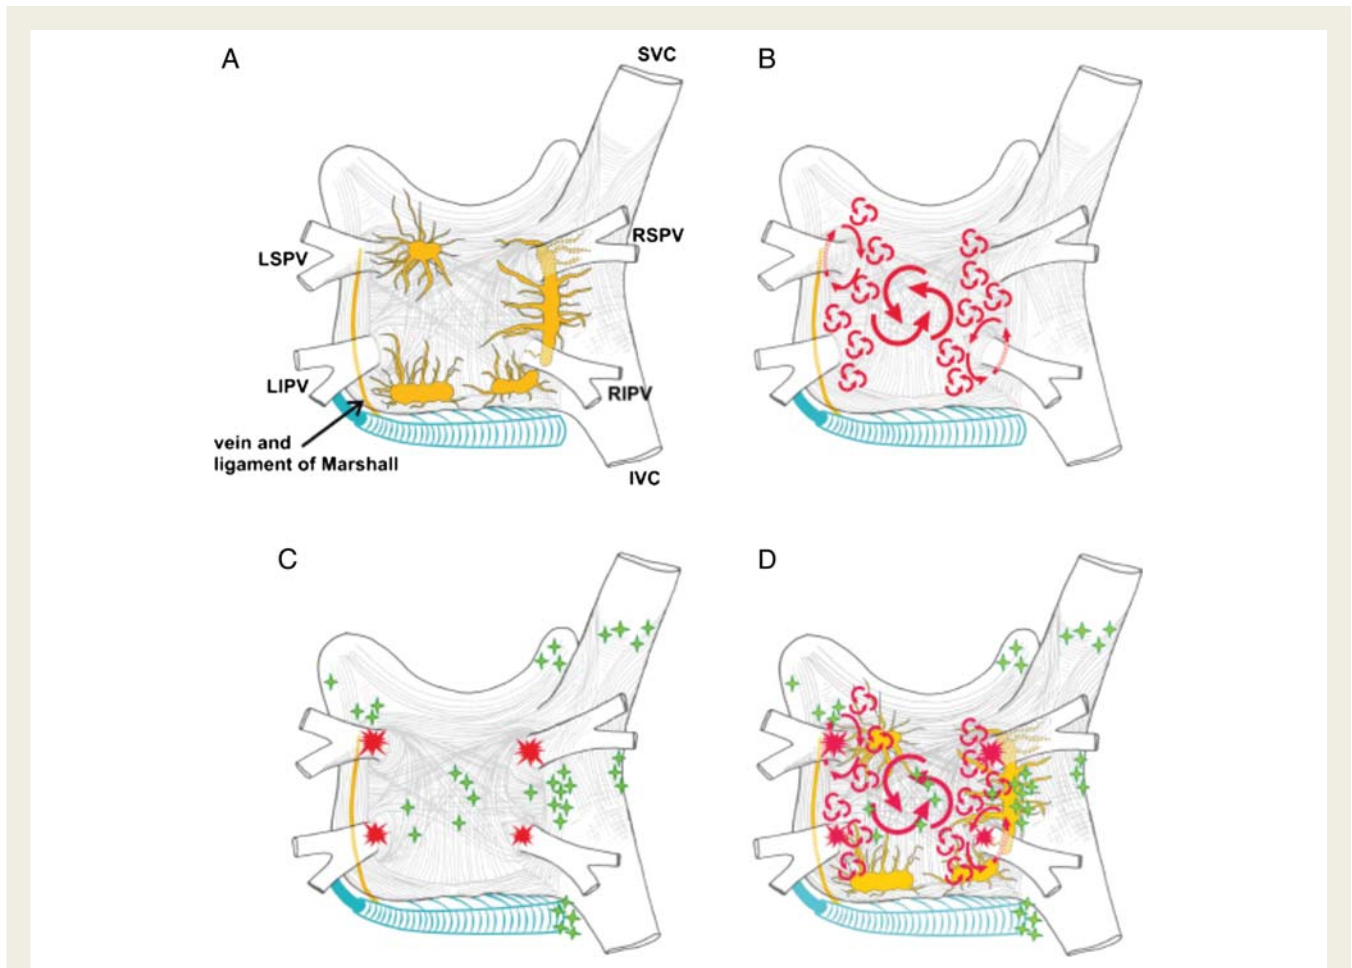 A
SVC
B
RSPV
LSPV
LIPV
RIPV
vein and
ligament of Marshall
IVC
C
D